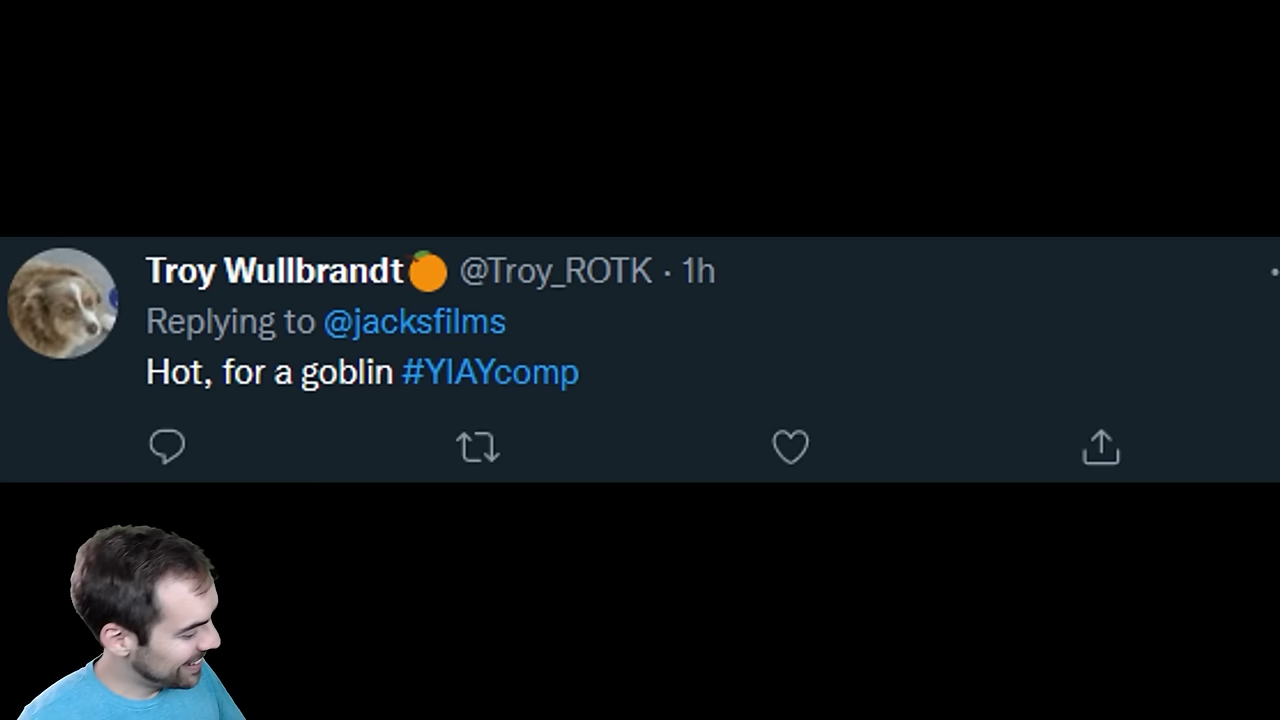 Troy Wullbrandt🍊 @Troy_ROTK · 1h
Replying to @jacksfilms
Hot, for a goblin #YIAYcomp